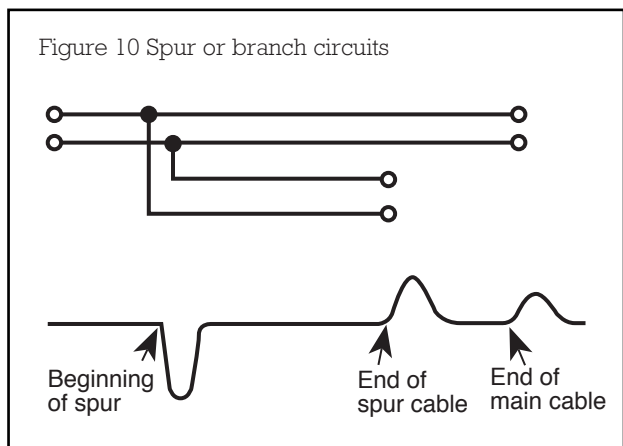 Figure 10 Spur or branch circuits
Beginning
of spur
End of
spur cable
End of
main cable